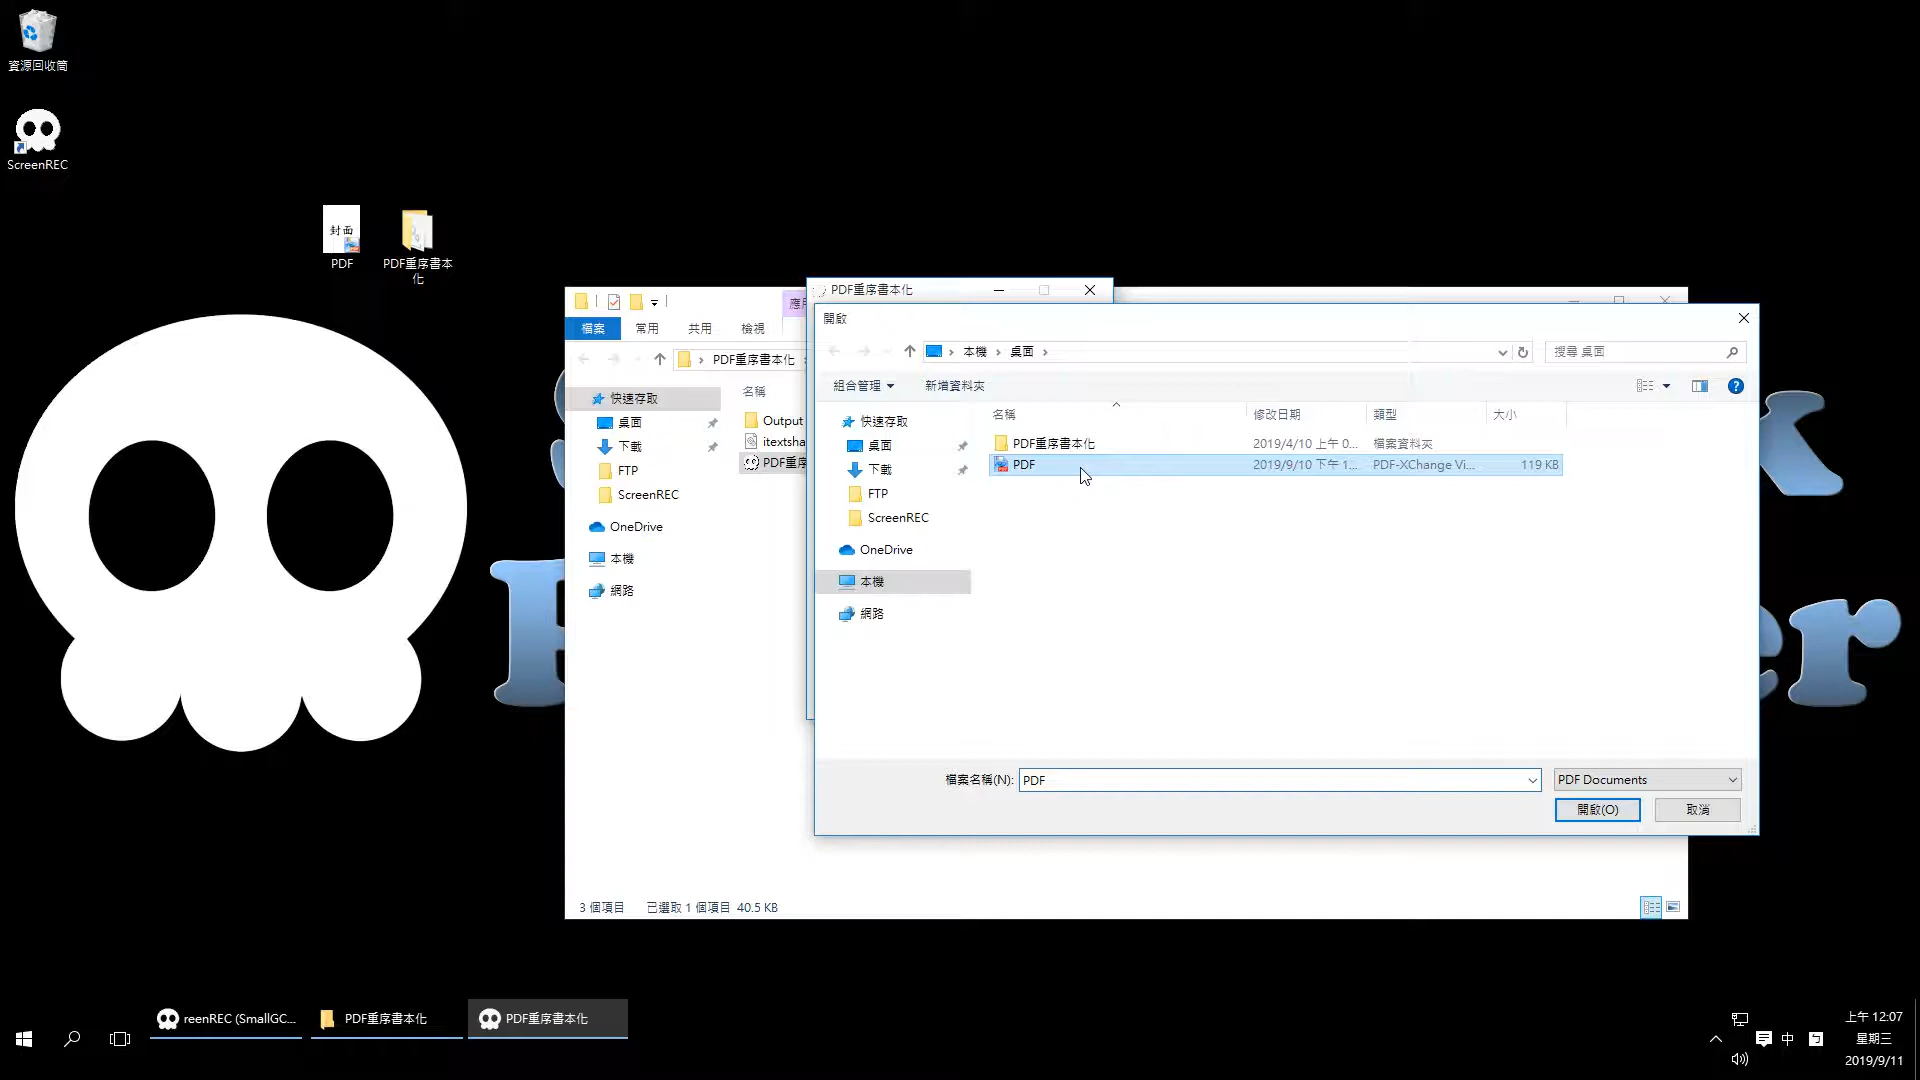 資源回收筒
ScreenREC
封面
PDF
PDF重序書本
化
PDF重序書本化
檔案
常用
共用
檢視
PDF重序書本化
名稱
快速存取
桌面
下載
FTP
ScreenREC
OneDrive
本機
網路
Output
3 個項目
已選取 1 個項目 40.5 KB
開啟
本機
桌面
搜尋 桌面
組合管理
新增資料夾
快速存取
桌面
下載
FTP
ScreenREC
OneDrive
本機
網路
名稱
修改日期
類型
大小
PDF重序書本化
2019/4/10 上午 0...
檔案資料夾
PDF
2019/9/10 下午 1...
PDF-XChange Vi...
119 KB
檔案名稱(N):
PDF
PDF Documents
開啟(O)
取消
reenREC (SmallGC...
PDF重序書本化
PDF重序書本化
中
上午 12:07
星期三
2019/9/11